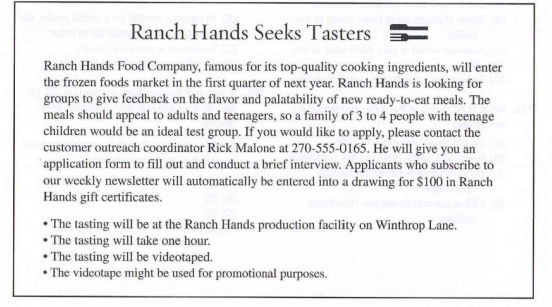 Ranch Hands Seeks Tasters
Ranch Hands Food Company, famous for its top-quality cooking ingredients, will enter
the frozen foods market in the first quarter of next year. Ranch Hands is looking for
groups to give feedback on the flavor and palatability of new ready-to-eat meals. The
meals should appeal to adults and teenagers, so a family of 3 to 4 people with teenage
children would be an ideal test group. If you would like to apply, please contact the
customer outreach coordinator Rick Malone at 270-555-0165. He will give you an
application form to fill out and conduct a brief interview. Applicants who subscribe to
our weekly newsletter will automatically be entered into a drawing for $100 in Ranch
Hands gift certificates.
• The tasting will be at the Ranch Hands production facility on Winthrop Lane.
• The tasting will take one hour.
• The tasting will be videotaped.
• The videotape might be used for promotional purposes.